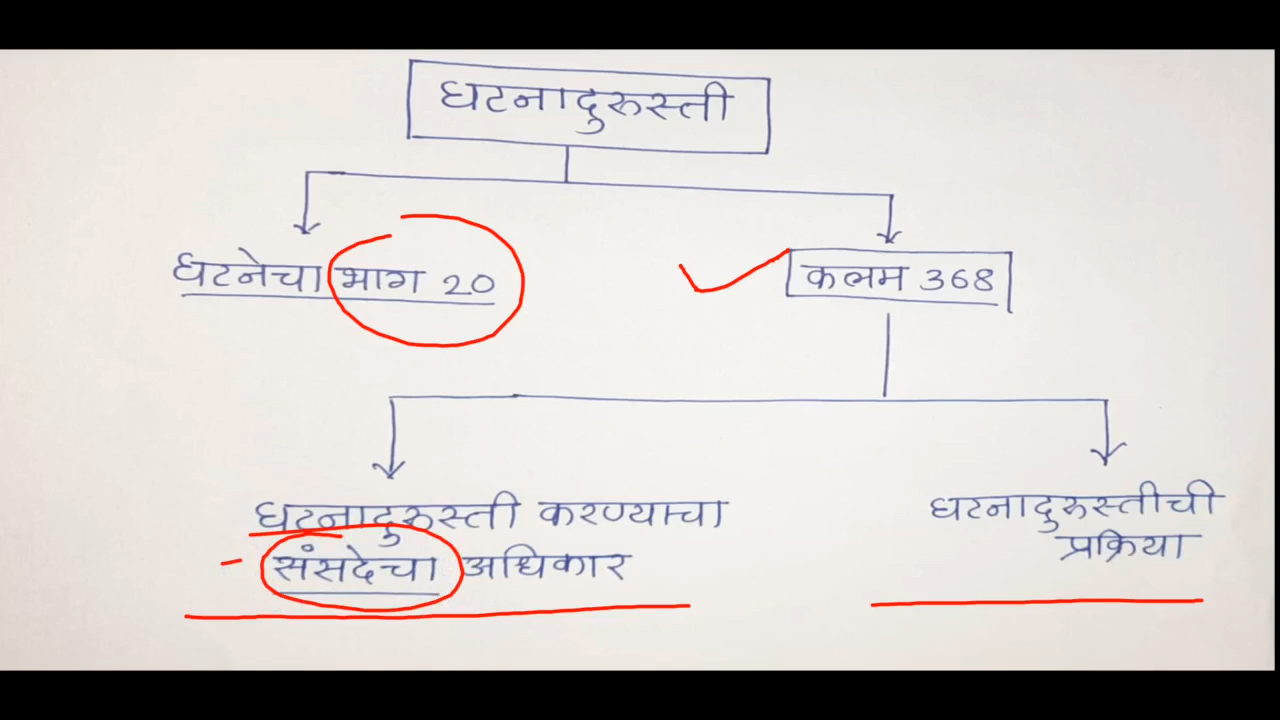 घटनादुरुस्ती
घटनेचा भाग 20
कलम 368
घटनादुरुस्ती करण्याचा
संसदेचा अधिकार
घटनादुरुस्तीची
प्रक्रिया